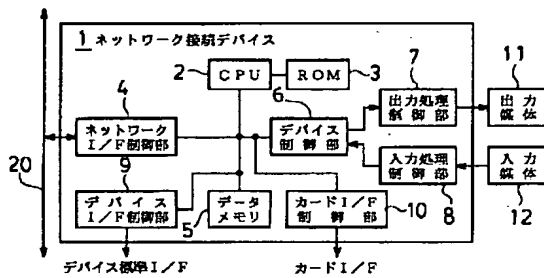 1 ネットワーク接続デバイス
2 CPU ROM 3
4 ネットワークI/F制御部
6 デバイス制御部
7 出力処理制御部
11 出力媒体
9 デバイスI/F制御部
5 データメモリ
カードI/F制御部 10
入力処理制御部 8
入力媒体 12
20
デバイス標準I/F
カードI/F